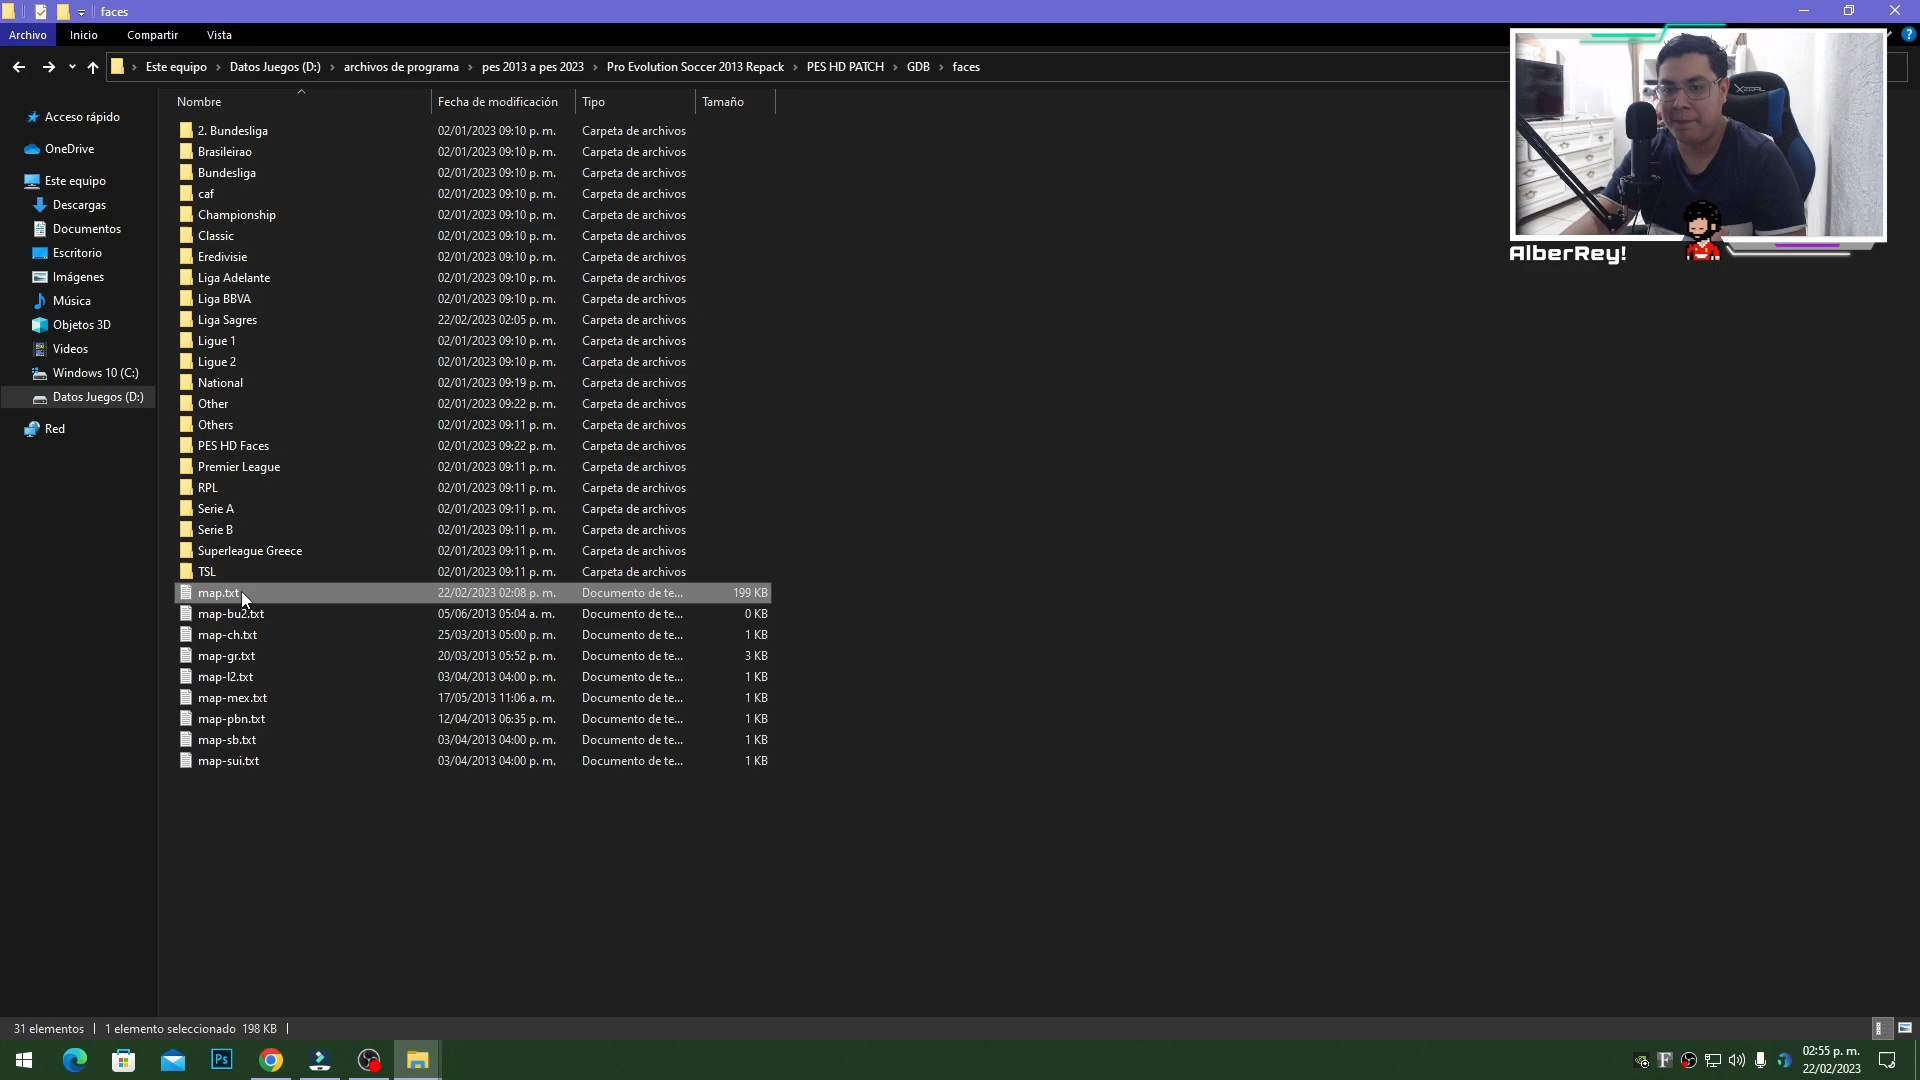 faces
Archivo Inicio Compartir Vista
Este equipo > Datos Juegos (D:) > archivos de programa > pes 2013 a pes 2023 > Pro Evolution Soccer 2013 Repack > PES HD PATCH > GDB > faces
Nombre Fecha de modificación Tipo Tamaño
Acceso rápido
OneDrive
Este equipo
Descargas
Documentos
Escritorio
Imágenes
Música
Objetos 3D
Videos
Windows 10 (C:)
Datos Juegos (D:)
Red
2. Bundesliga 02/01/2023 09:10 p. m. Carpeta de archivos
Brasileirao 02/01/2023 09:10 p. m. Carpeta de archivos
Bundesliga 02/01/2023 09:10 p. m. Carpeta de archivos
caf 02/01/2023 09:10 p. m. Carpeta de archivos
Championship 02/01/2023 09:10 p. m. Carpeta de archivos
Classic 02/01/2023 09:10 p. m. Carpeta de archivos
Eredivisie 02/01/2023 09:10 p. m. Carpeta de archivos
Liga Adelante 02/01/2023 09:10 p. m. Carpeta de archivos
Liga BBVA 02/01/2023 09:10 p. m. Carpeta de archivos
Liga Sagres 22/02/2023 02:05 p. m. Carpeta de archivos
Ligue 1 02/01/2023 09:10 p. m. Carpeta de archivos
Ligue 2 02/01/2023 09:10 p. m. Carpeta de archivos
National 02/01/2023 09:19 p. m. Carpeta de archivos
Other 02/01/2023 09:22 p. m. Carpeta de archivos
Others 02/01/2023 09:11 p. m. Carpeta de archivos
PES HD Faces 02/01/2023 09:22 p. m. Carpeta de archivos
Premier League 02/01/2023 09:11 p. m. Carpeta de archivos
RPL 02/01/2023 09:11 p. m. Carpeta de archivos
Serie A 02/01/2023 09:11 p. m. Carpeta de archivos
Serie B 02/01/2023 09:11 p. m. Carpeta de archivos
Superleague Greece 02/01/2023 09:11 p. m. Carpeta de archivos
TSL 02/01/2023 09:11 p. m. Carpeta de archivos
map.txt 22/02/2023 02:08 p. m. Documento de te... 199 KB
map-bu2.txt 05/06/2013 05:04 a. m. Documento de te... 0 KB
map-ch.txt 25/03/2013 05:00 p. m. Documento de te... 1 KB
map-gr.txt 20/03/2013 05:52 p. m. Documento de te... 3 KB
map-l2.txt 03/04/2013 04:00 p. m. Documento de te... 1 KB
map-mex.txt 17/05/2013 11:06 a. m. Documento de te... 1 KB
map-pbn.txt 12/04/2013 06:35 p. m. Documento de te... 1 KB
map-sb.txt 03/04/2013 04:00 p. m. Documento de te... 1 KB
map-sui.txt 03/04/2013 04:00 p. m. Documento de te... 1 KB
AlberRey!
31 elementos 1 elemento seleccionado 198 KB
Ps
02:55 p. m.
22/02/2023